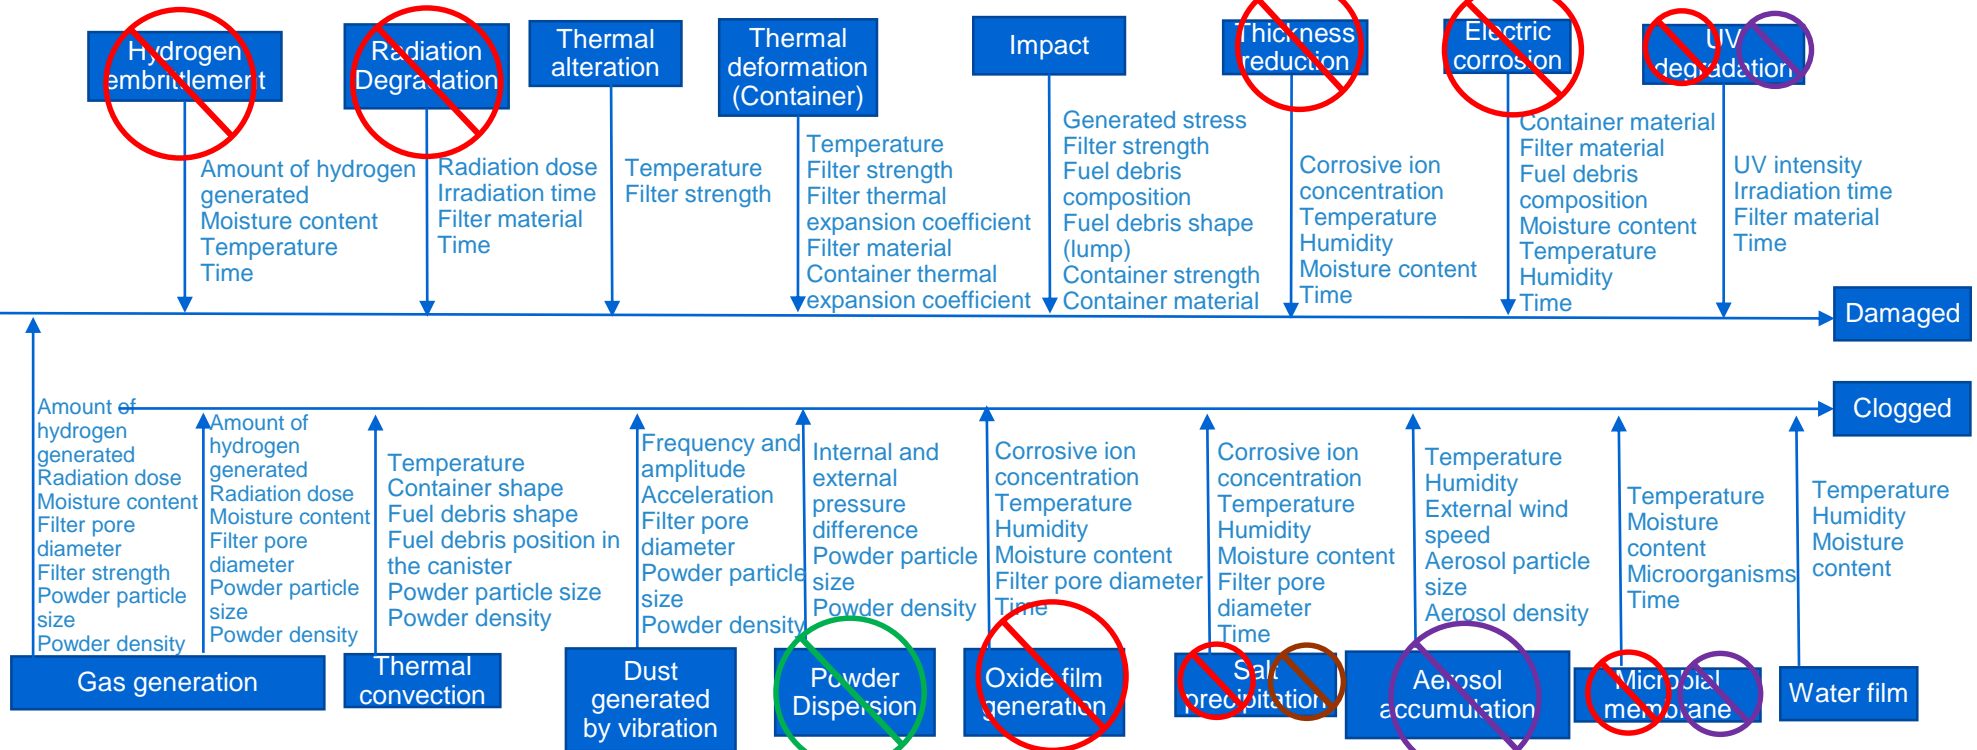 Hydrogen
embrittlement
Radiation
Degradation
Thermal
alteration
Thermal
deformation
(Container)
Impact
Thickness
reduction
Electric
corrosion
UV
degradation
Amount of hydrogen
generated
Moisture content
Temperature
Time
Radiation dose
Irradiation time
Filter material
Time
Temperature
Filter strength
Temperature
Filter strength
Filter thermal
expansion coefficient
Filter material
Container thermal
expansion coefficient
Generated stress
Filter strength
Fuel debris
composition
Fuel debris shape
(lump)
Container strength
Container material
Corrosive ion
concentration
Temperature
Humidity
Moisture content
Time
Container material
Filter material
Fuel debris
composition
Moisture content
Temperature
Humidity
Time
UV intensity
Irradiation time
Filter material
Time
Damaged
Clogged
Amount of
hydrogen
generated
Radiation dose
Moisture content
Filter pore
diameter
Filter strength
Powder particle
size
Powder density
Amount of
hydrogen
generated
Radiation dose
Moisture content
Filter pore
diameter
Powder particle
size
Powder density
Temperature
Container shape
Fuel debris shape
Fuel debris position in
the canister
Powder particle size
Powder density
Frequency and
amplitude
Acceleration
Filter pore
diameter
Powder particle
size
Powder density
Internal and
external
pressure
difference
Powder particle
size
Powder density
Corrosive ion
concentration
Temperature
Humidity
Moisture content
Filter pore diameter
Time
Corrosive ion
concentration
Temperature
Humidity
Moisture content
Filter pore
diameter
Time
Temperature
Humidity
External wind
speed
Aerosol particle
size
Aerosol density
Temperature
Moisture
content
Microorganisms
Time
Temperature
Humidity
Moisture
content
Gas generation
Thermal
convection
Dust
generated
by vibration
Powder
Dispersion
Oxide film
generation
Salt
precipitation
Aerosol
accumulation
Microbial
membrane
Water film